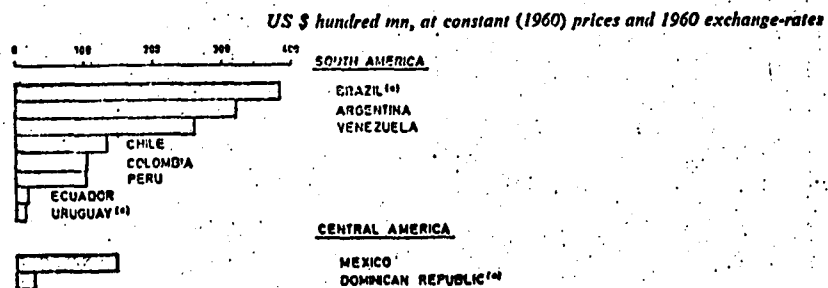 US $ hundred mn, at constant (1960) prices and 1960 exchange-rates
0 100 200 300 400
SOUTH AMERICA
BRAZIL(a)
ARGENTINA
VENEZUELA
CHILE
COLOMBIA
PERU
ECUADOR
URUGUAY(a)
CENTRAL AMERICA
MEXICO
DOMINICAN REPUBLIC(a)